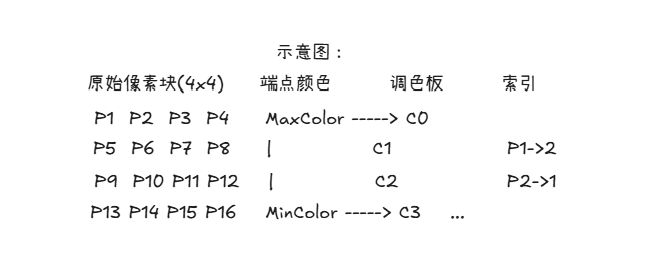 示意图：
原始像素块(4x4) 端点颜色 调色板 索引
P1 P2 P3 P4 MaxColor -----> C0
P5 P6 P7 P8 | C1 P1->2
P9 P10 P11 P12 | C2 P2->1
P13 P14 P15 P16 MinColor -----> C3 ...